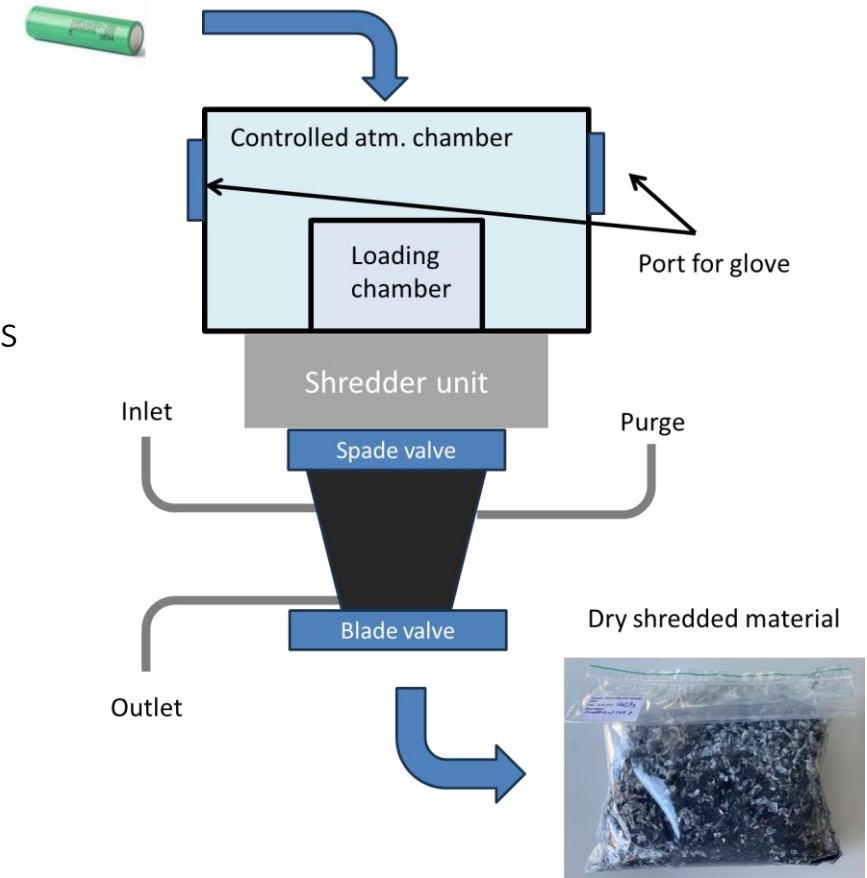 Controlled atm. chamber
Loading
chamber
Port for glove
S
Shredder unit
Inlet
Purge
Spade valve
Blade valve
Dry shredded material
Outlet